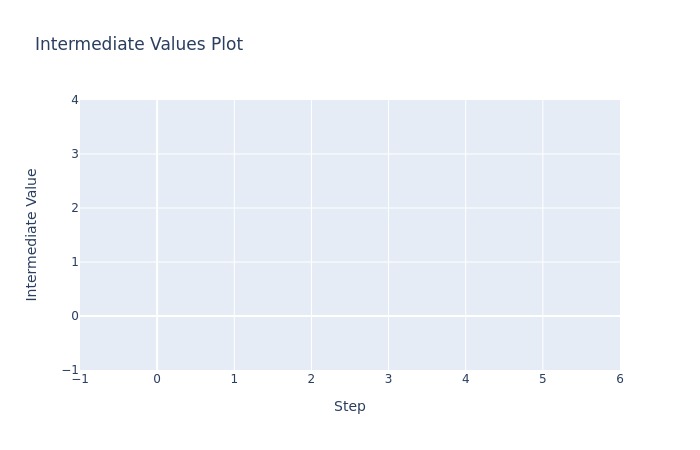 Intermediate Values Plot
Intermediate Value
4
3
2
1
0
−1
−1 0 1 2 3 4 5 6
Step